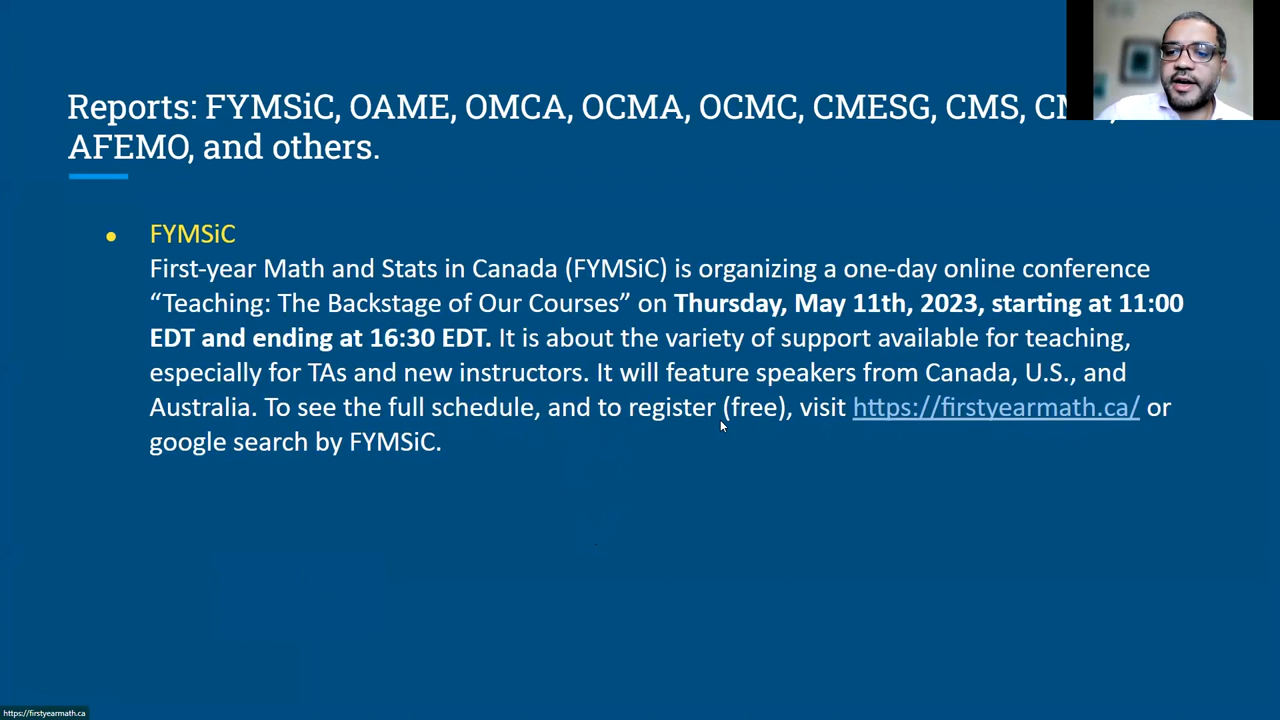 Reports: FYMSiC, OAME, OMCA, OCMA, OCMC, CMESG, CMS,
AFEMO, and others.
● FYMSiC
First-year Math and Stats in Canada (FYMSiC) is organizing a one-day online conference
“Teaching: The Backstage of Our Courses” on Thursday, May 11th, 2023, starting at 11:00
EDT and ending at 16:30 EDT. It is about the variety of support available for teaching,
especially for TAs and new instructors. It will feature speakers from Canada, U.S., and
Australia. To see the full schedule, and to register (free), visit https://firstyearmath.ca/ or
google search by FYMSiC.
https://firstyearmath.ca